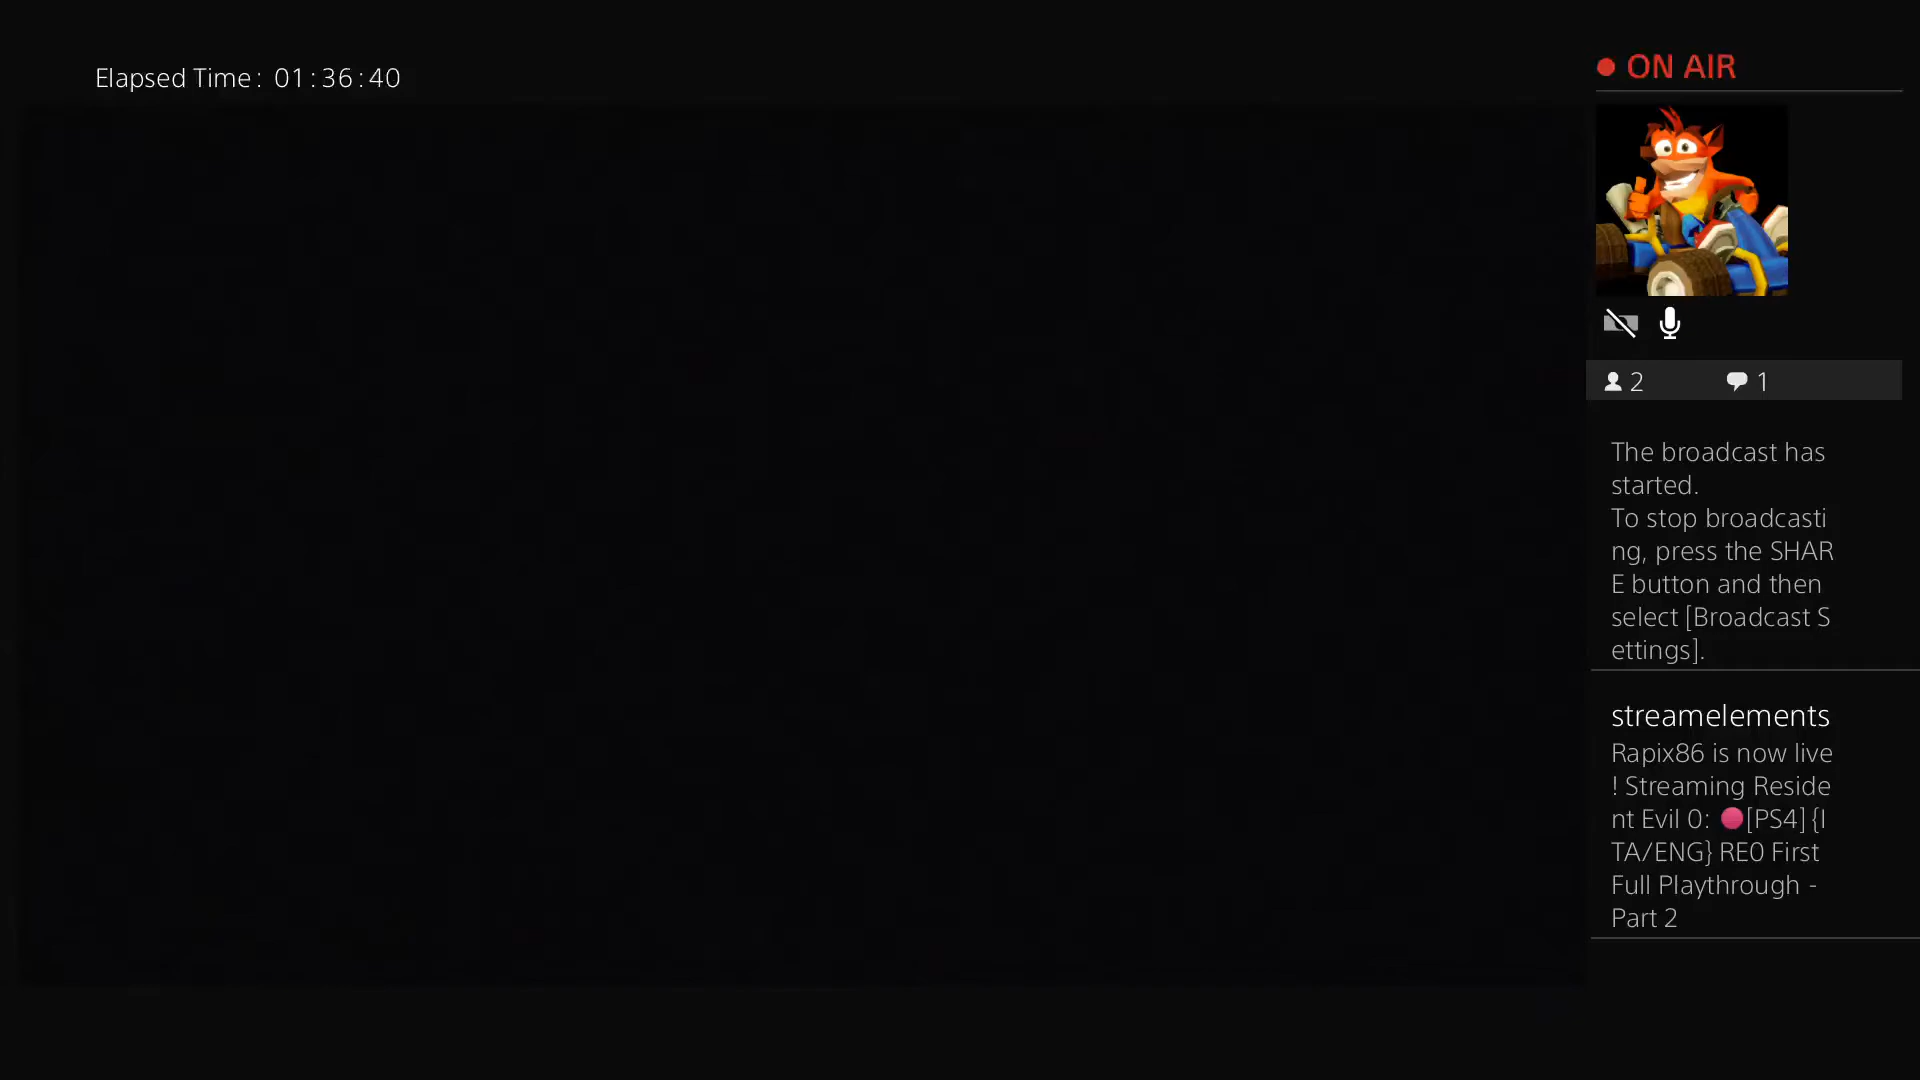 Elapsed Time: 01:36:40
ON AIR
2 1
The broadcast has
started.
To stop broadcasti
ng, press the SHAR
E button and then
select [Broadcast S
ettings].
streamelements
Rapix86 is now live
! Streaming Reside
nt Evil 0: [PS4] {I
TA/ENG} RE0 First
Full Playthrough -
Part 2